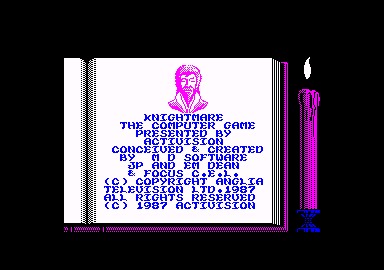 KNIGHTMARE
THE COMPUTER GAME
PRESENTED BY
ACTIVISION
CONCEIVED & CREATED
BY M D SOFTWARE
JP AND EM DEAN
& FOCUS C.E.L.
(C) COPYRIGHT ANGLIA
TELEVISION LTD.1987
ALL RIGHTS RESERVED
(C) 1987 ACTIVISION